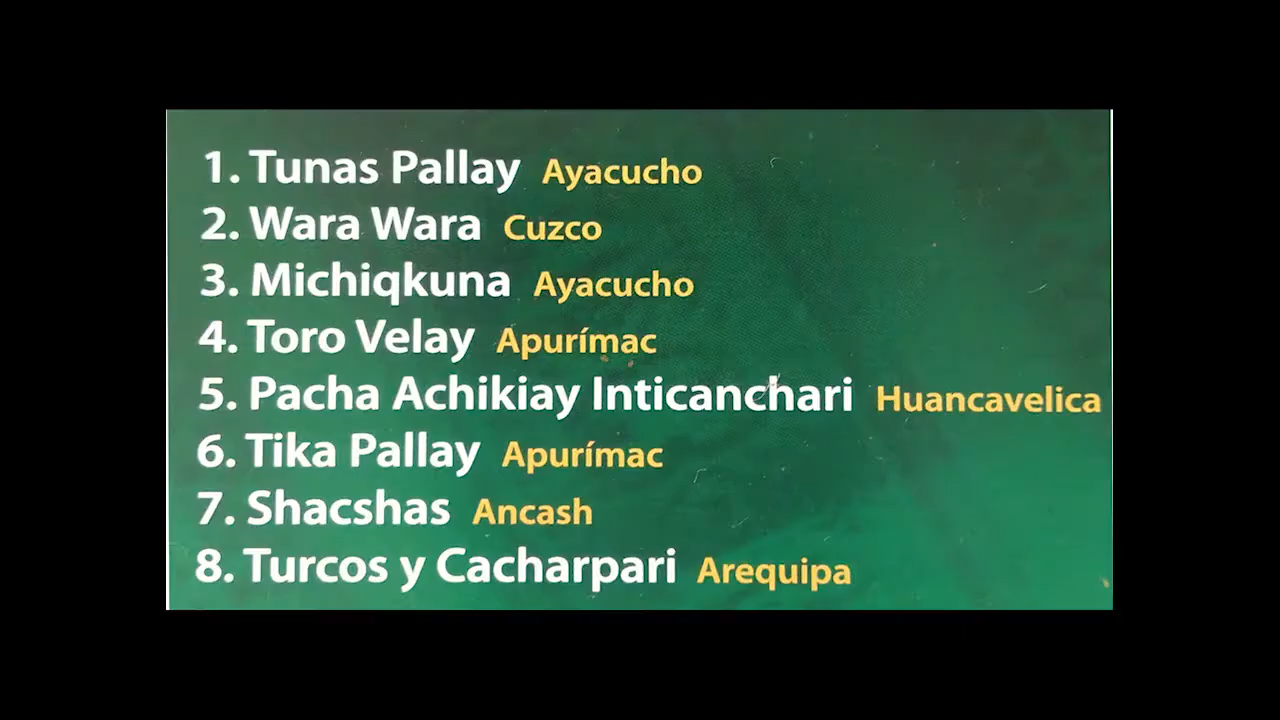 1. Tunas Pallay Ayacucho
2. Wara Wara Cuzco
3. Michiqkuna Ayacucho
4. Toro Velay Apurímac
5. Pacha Achikiay Inticanchari Huancavelica
6. Tika Pallay Apurímac
7. Shacshas Ancash
8. Turcos y Cacharpari Arequipa